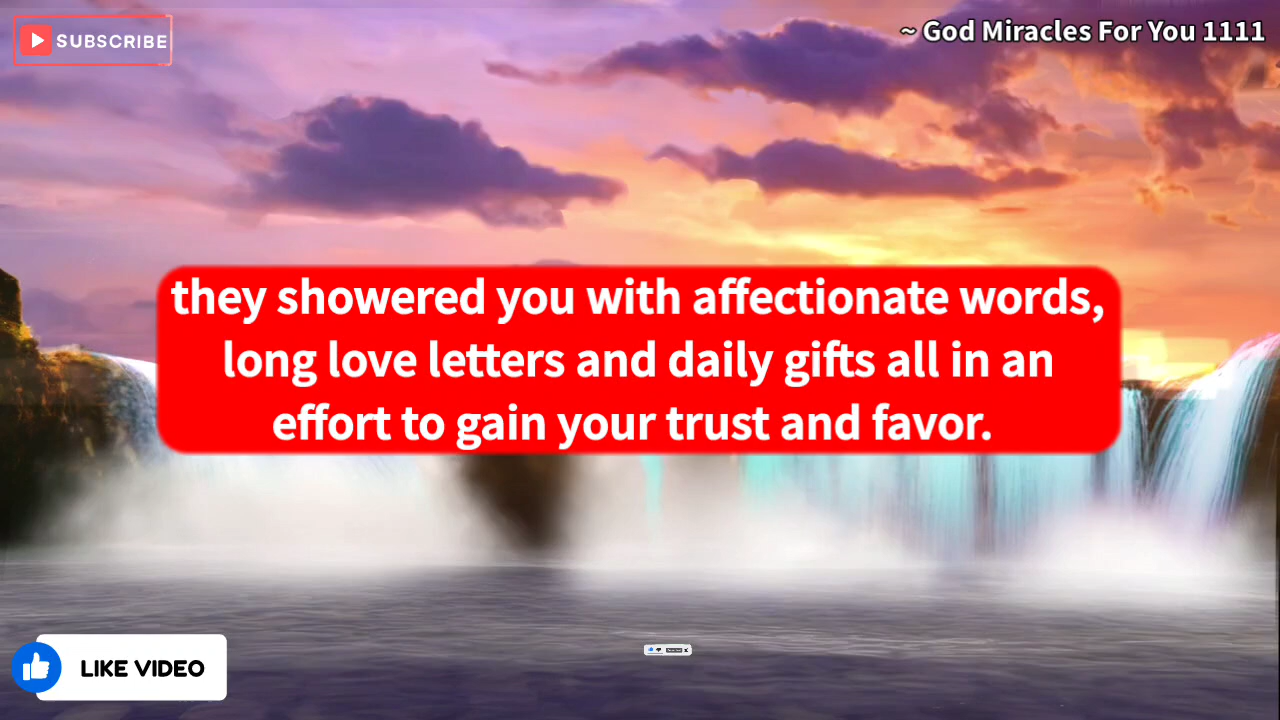 SUBSCRIBE
~ God Miracles For You 1111
they showered you with affectionate words,
long love letters and daily gifts all in an
effort to gain your trust and favor.
LIKE VIDEO